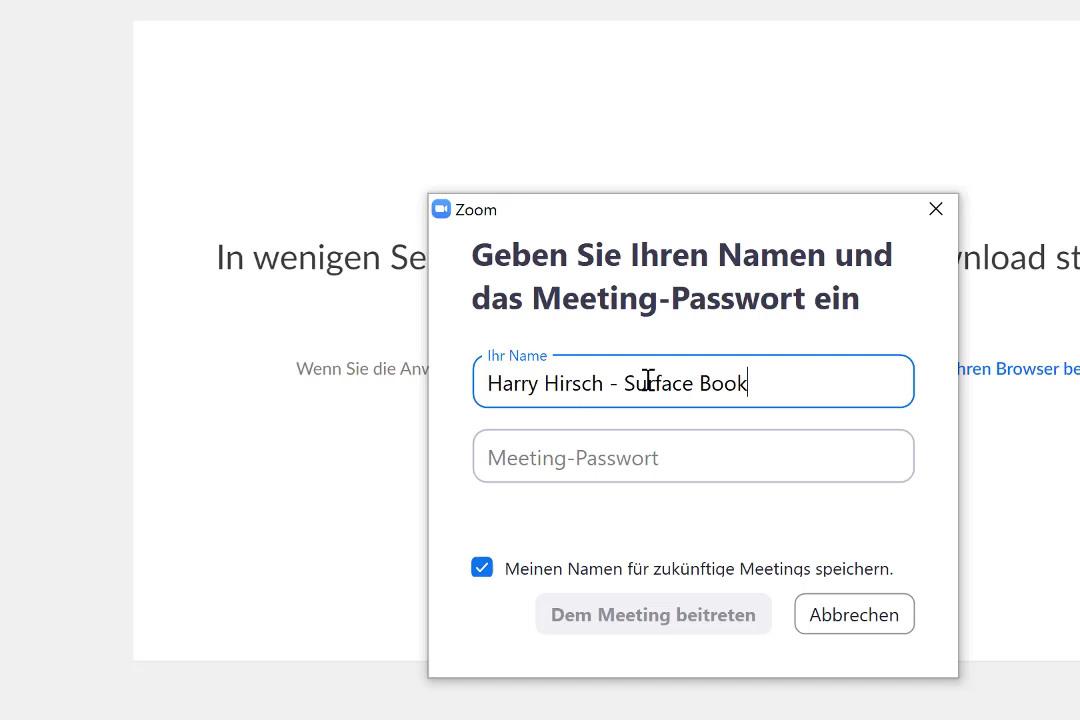 Zoom
In wenigen Se
Geben Sie Ihren Namen und
das Meeting-Passwort ein
nload st
Wenn Sie die Anw
Ihr Name
Harry Hirsch - Surface Book
hren Browser be
Meeting-Passwort
Meinen Namen für zukünftige Meetings speichern.
Dem Meeting beitreten
Abbrechen